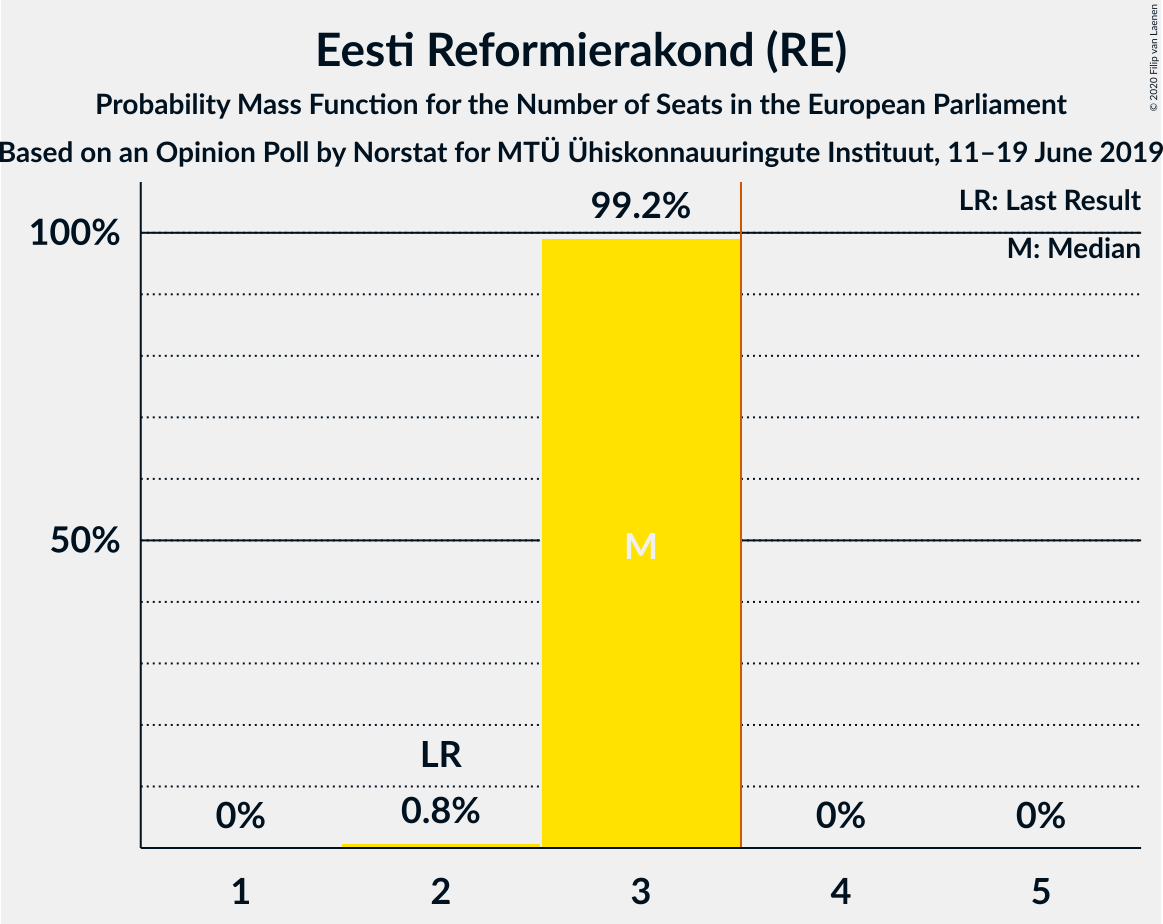 Eesti Reformierakond (RE)
Probability Mass Function for the Number of Seats in the European Parliament
Based on an Opinion Poll by Norstat for MTÜ Ühiskonnauuringute Instituut, 11–19 June 2019
© 2020 Filip van Laenen
LR: Last Result
M: Median
99.2%
100%
50%
M
LR
0%
0.8%
0%
0%
1
2
3
4
5